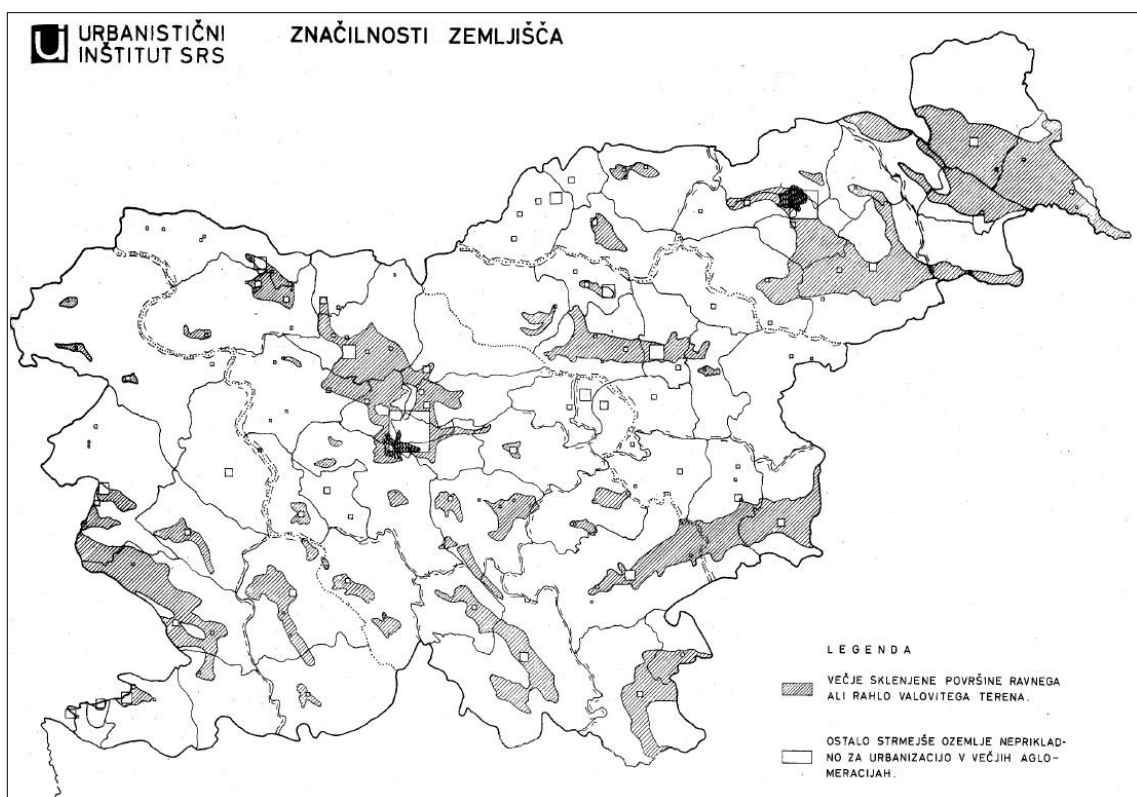 URBANISTIČNI
INŠTITUT SRS
ZNAČILNOSTI ZEMLJIŠČA
LEGENDA
VEČJE SKLENJENE POVRŠINE RAVNEGA
ALI RAHLO VALOVITEGA TERENA.
OSTALO STRMEJŠE OZEMLJE NEPRIKLAD-
NO ZA URBANIZACIJO V VEČJIH AGLO-
MERACIJAH.